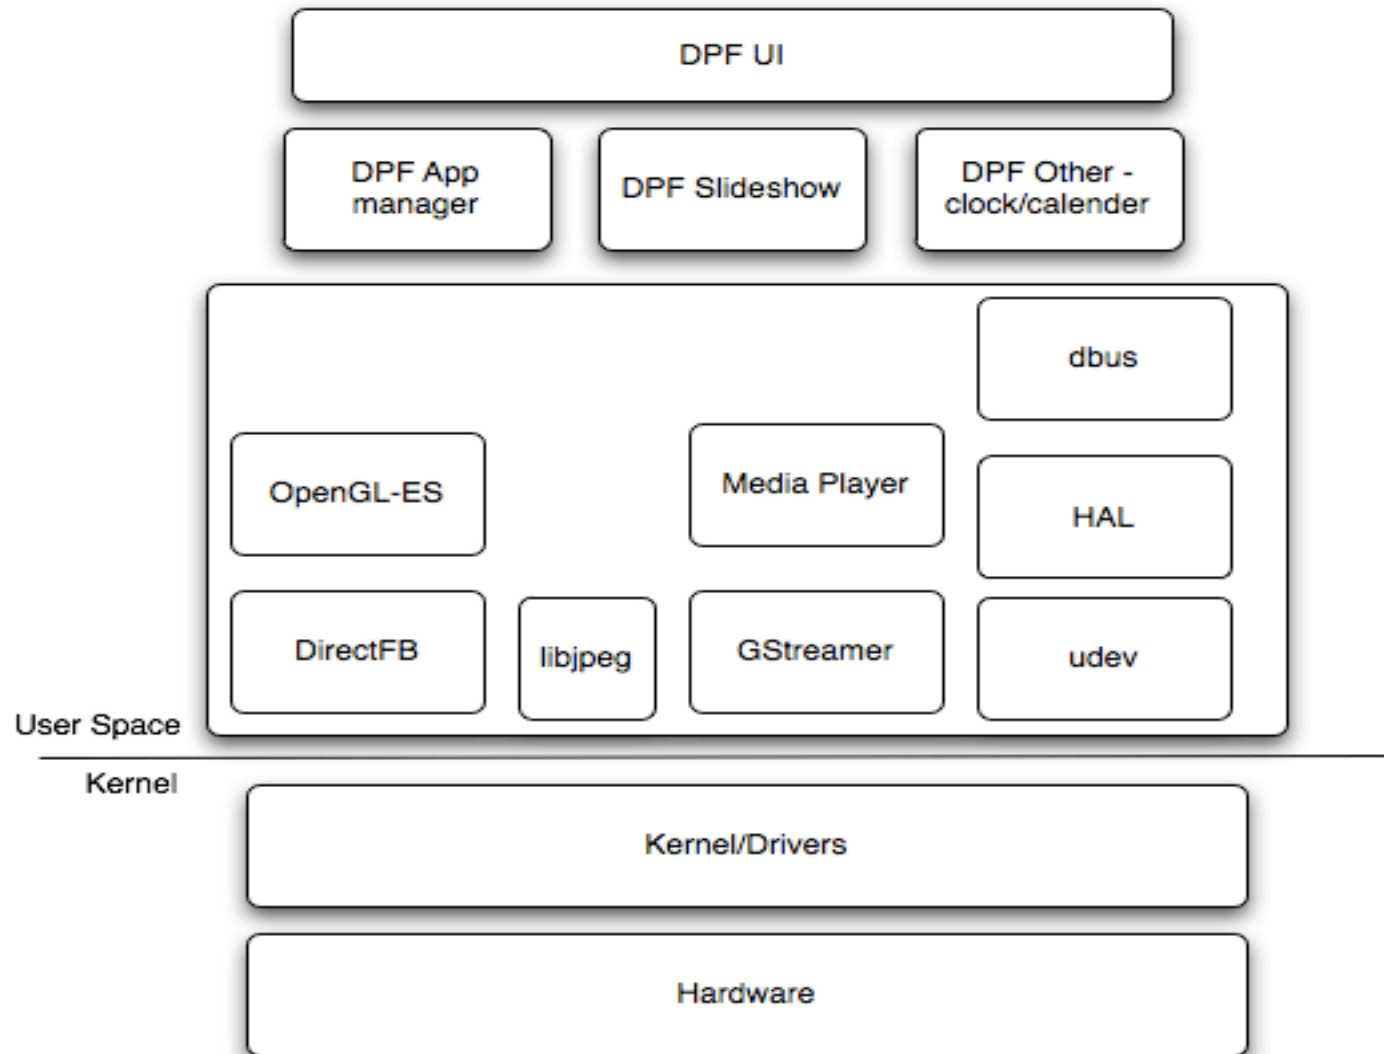 DPF UI
DPF App
manager
DPF Slideshow
DPF Other -
clock/calender
dbus
OpenGL-ES
Media Player
HAL
DirectFB
libjpeg
GStreamer
udev
User Space
Kernel
Kernel/Drivers
Hardware